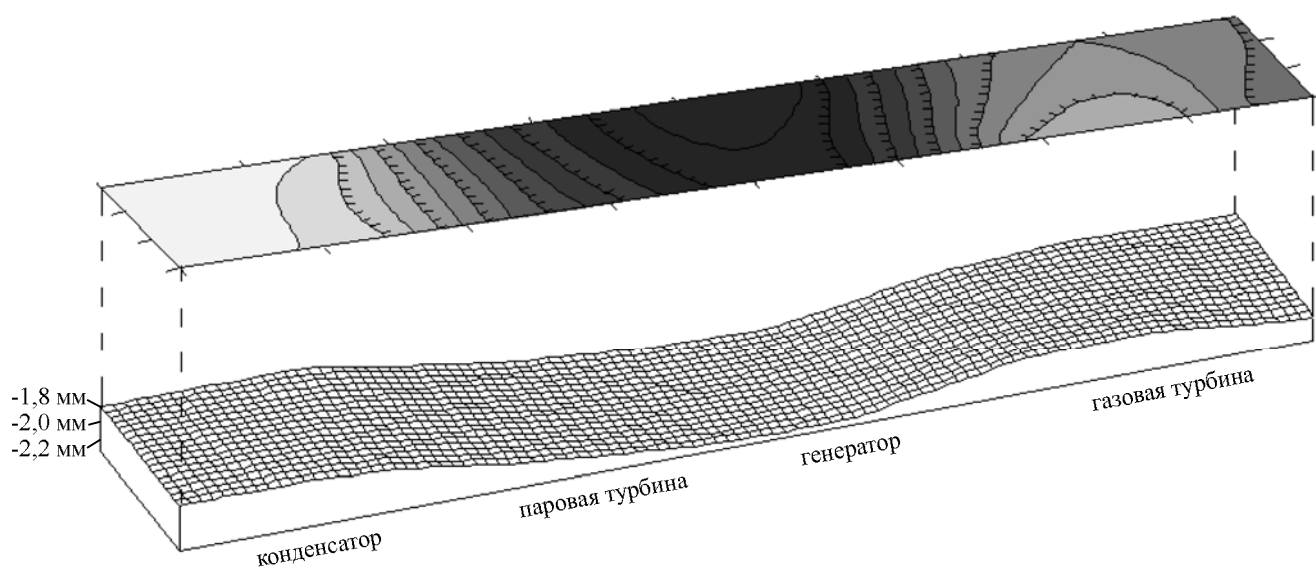 -1,8 мм
-2,0 мм
-2,2 мм
конденсатор
паровая турбина
генератор
газовая турбина